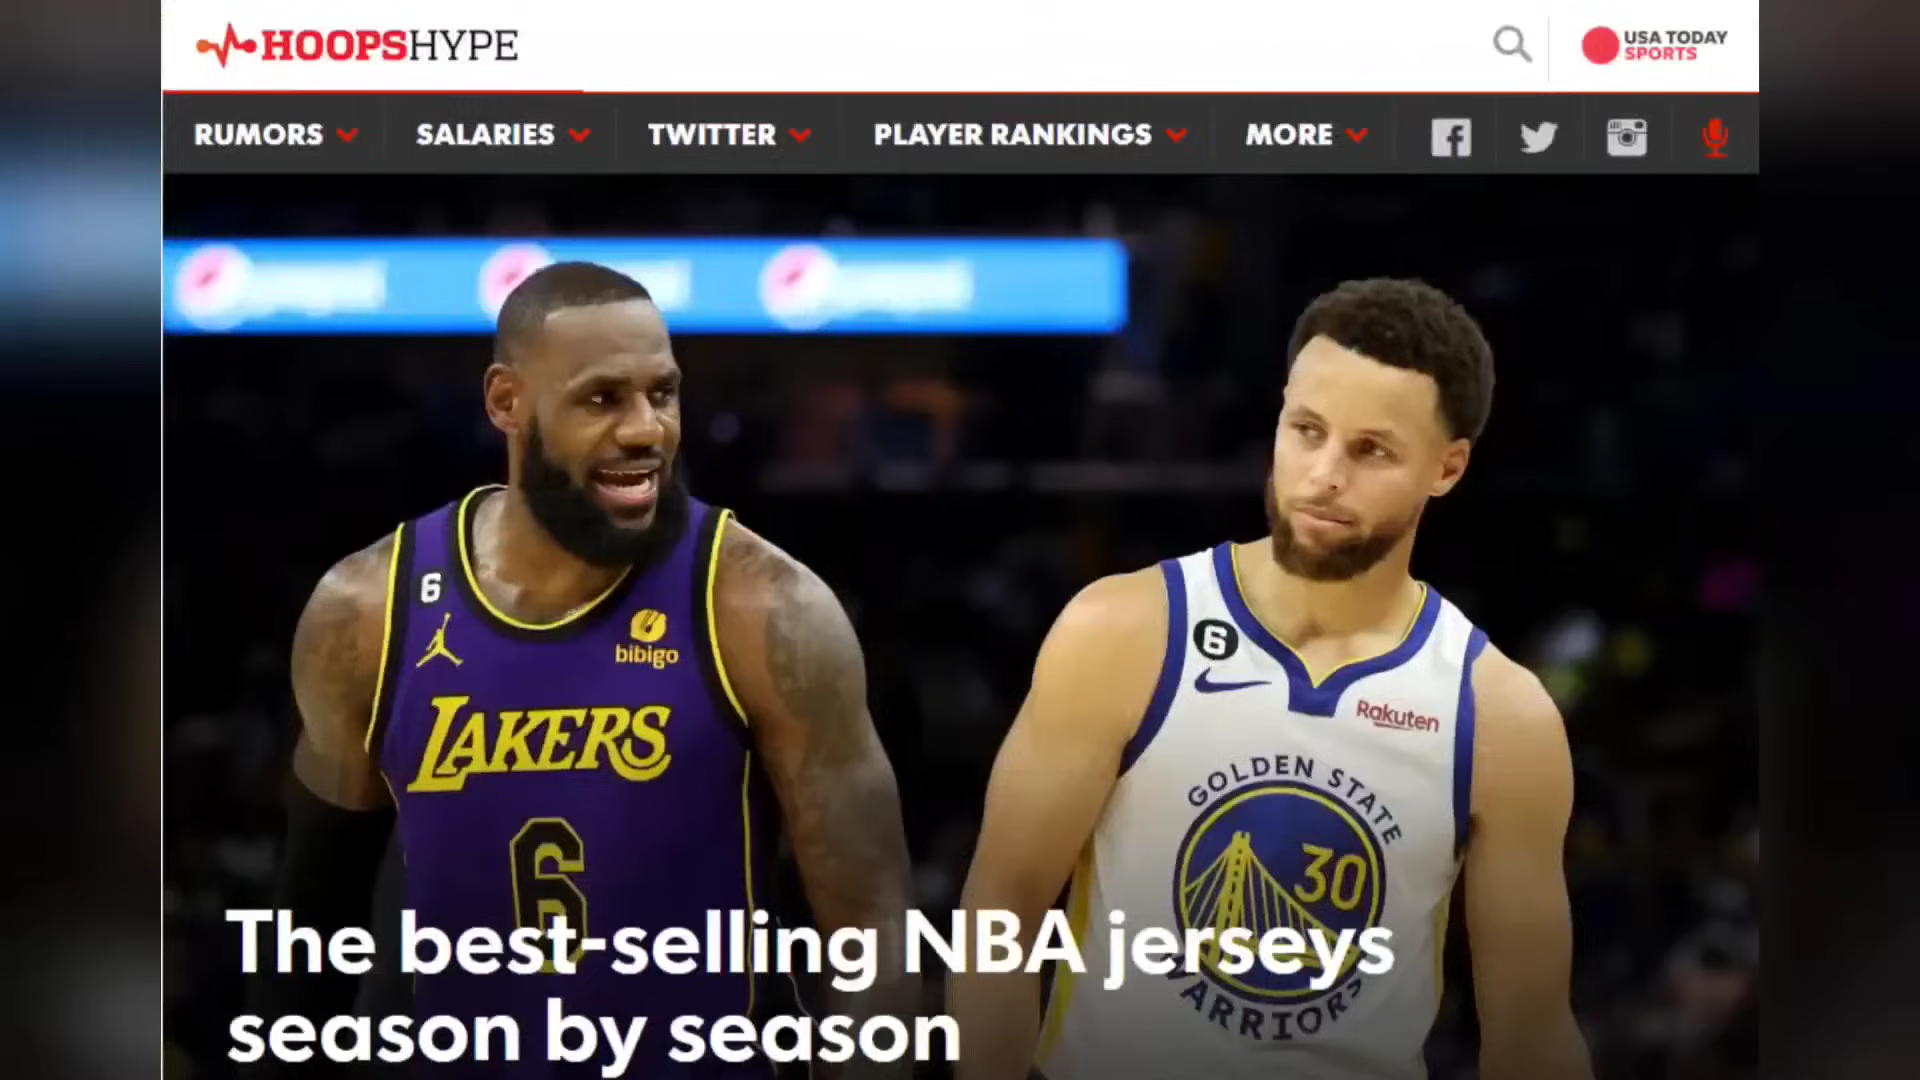 HOOPSHYPE
USA TODAY
SPORTS
RUMORS
SALARIES
TWITTER
PLAYER RANKINGS
MORE
6
bibigo
LAKERS
6
6
Rakuten
GOLDEN STATE
30
WARRIORS
The best-selling NBA jerseys
season by season